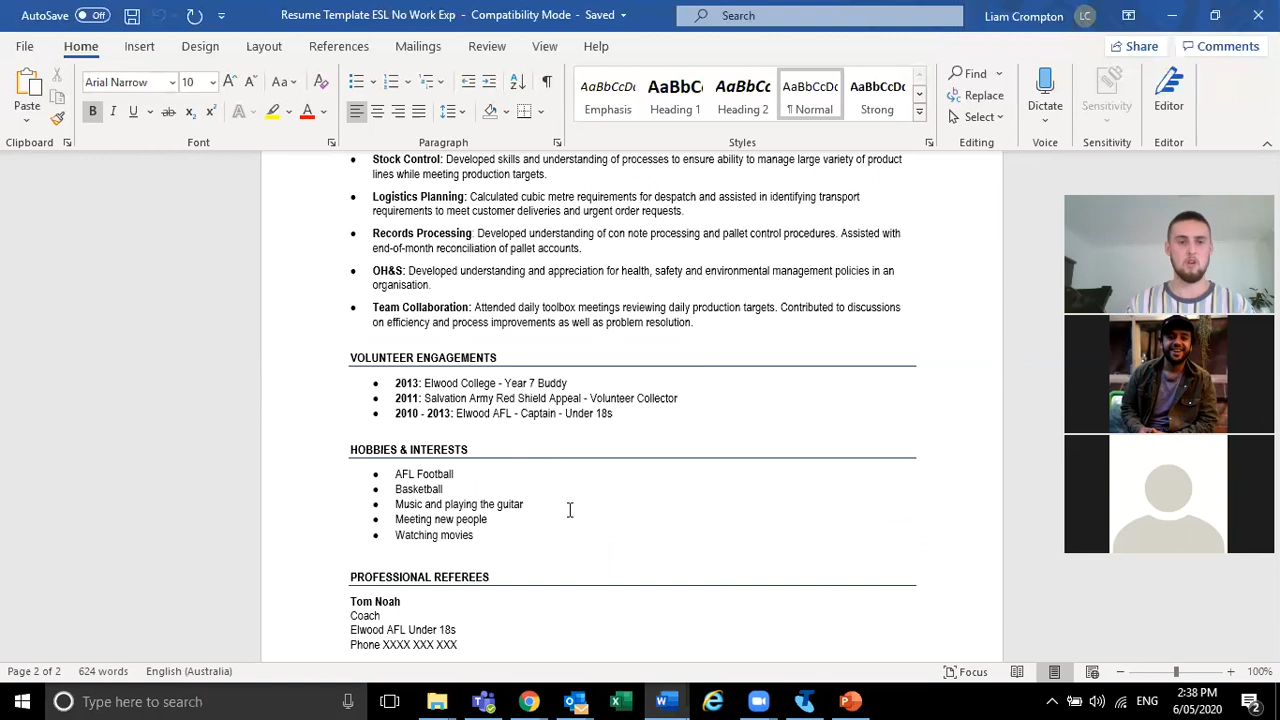 AutoSave Off
Resume Template ESL No Work Exp - Compatibility Mode - Saved
Search
Liam Crompton LC
File Home Insert Design Layout References Mailings Review View Help Share Comments
Paste
Arial Narrow 10
Aa
B I U ab x2 x2 A A
AaBbCcDc AaBbCc AaBbCc AaBbCcDc AaBbCcDc
Emphasis Heading 1 Heading 2 ¶ Normal Strong
Find
Replace
Select
Dictate
Sensitivity
Editor
Clipboard Font Paragraph Styles Editing Voice Sensitivity Editor
Stock Control: Developed skills and understanding of processes to ensure ability to manage large variety of product
lines while meeting production targets.
Logistics Planning: Calculated cubic metre requirements for despatch and assisted in identifying transport
requirements to meet customer deliveries and urgent order requests.
Records Processing: Developed understanding of con note processing and pallet control procedures. Assisted with
end-of-month reconciliation of pallet accounts.
OH&S: Developed understanding and appreciation for health, safety and environmental management policies in an
organisation.
Team Collaboration: Attended daily toolbox meetings reviewing daily production targets. Contributed to discussions
on efficiency and process improvements as well as problem resolution.
VOLUNTEER ENGAGEMENTS
2013: Elwood College - Year 7 Buddy
2011: Salvation Army Red Shield Appeal - Volunteer Collector
2010 - 2013: Elwood AFL - Captain - Under 18s
HOBBIES & INTERESTS
AFL Football
Basketball
Music and playing the guitar
Meeting new people
Watching movies
PROFESSIONAL REFEREES
Tom Noah
Coach
Elwood AFL Under 18s
Phone XXXX XXX XXX
Page 2 of 2 624 words English (Australia) Focus 100%
Type here to search
ENG
2:38 PM
6/05/2020
2